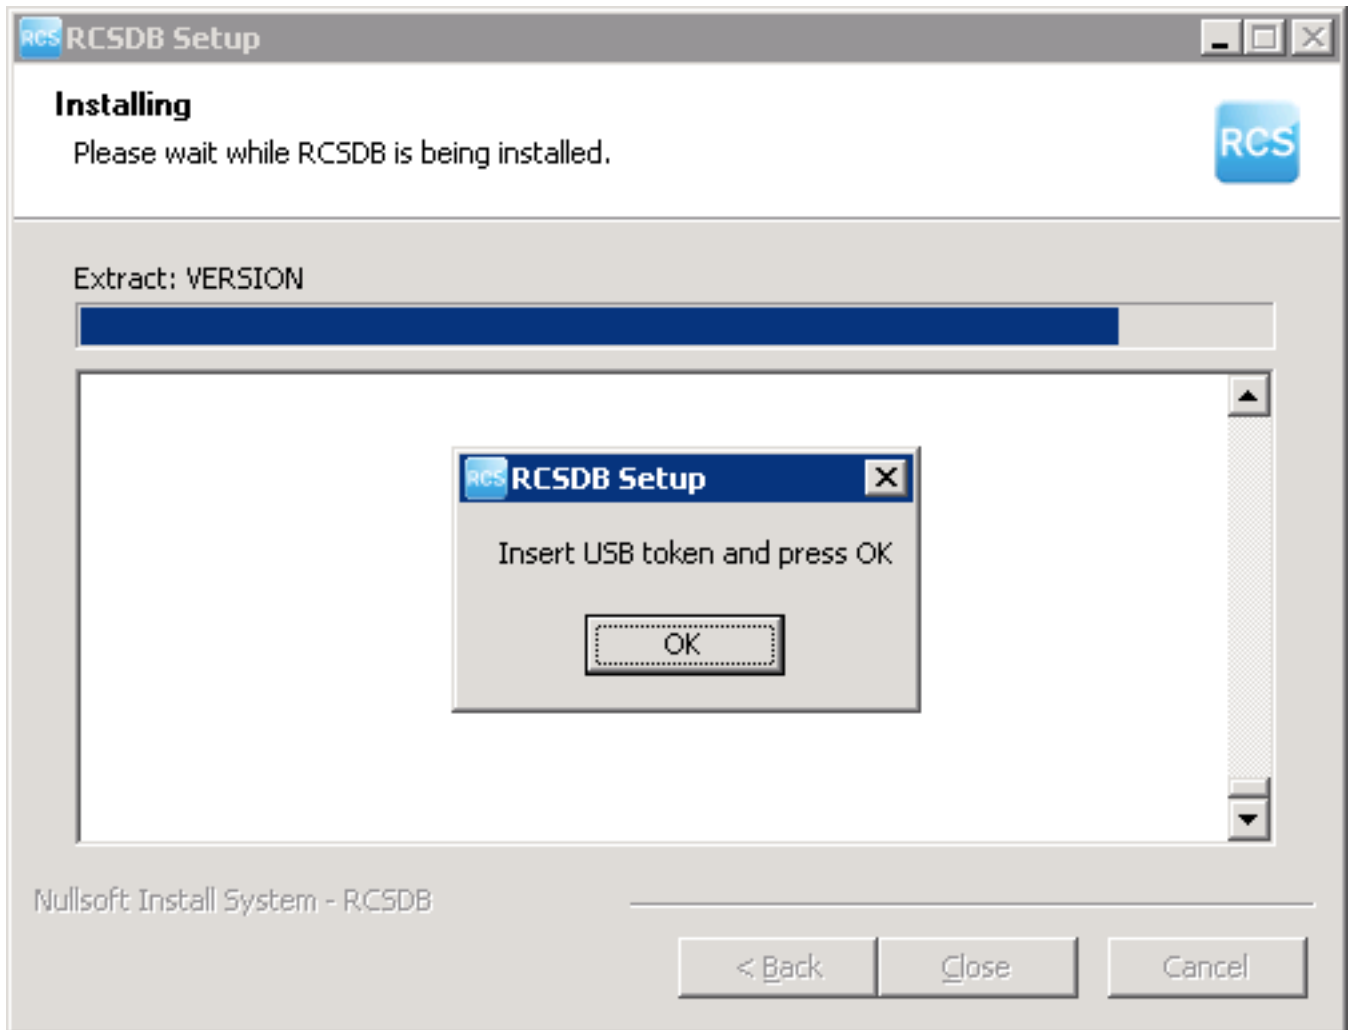 RCS RCSDB Setup
Installing
Please wait while RCSDB is being installed.
RCS
Extract: VERSION
RCS RCSDB Setup
Insert USB token and press OK
OK
Nullsoft Install System - RCSDB
< Back Close Cancel